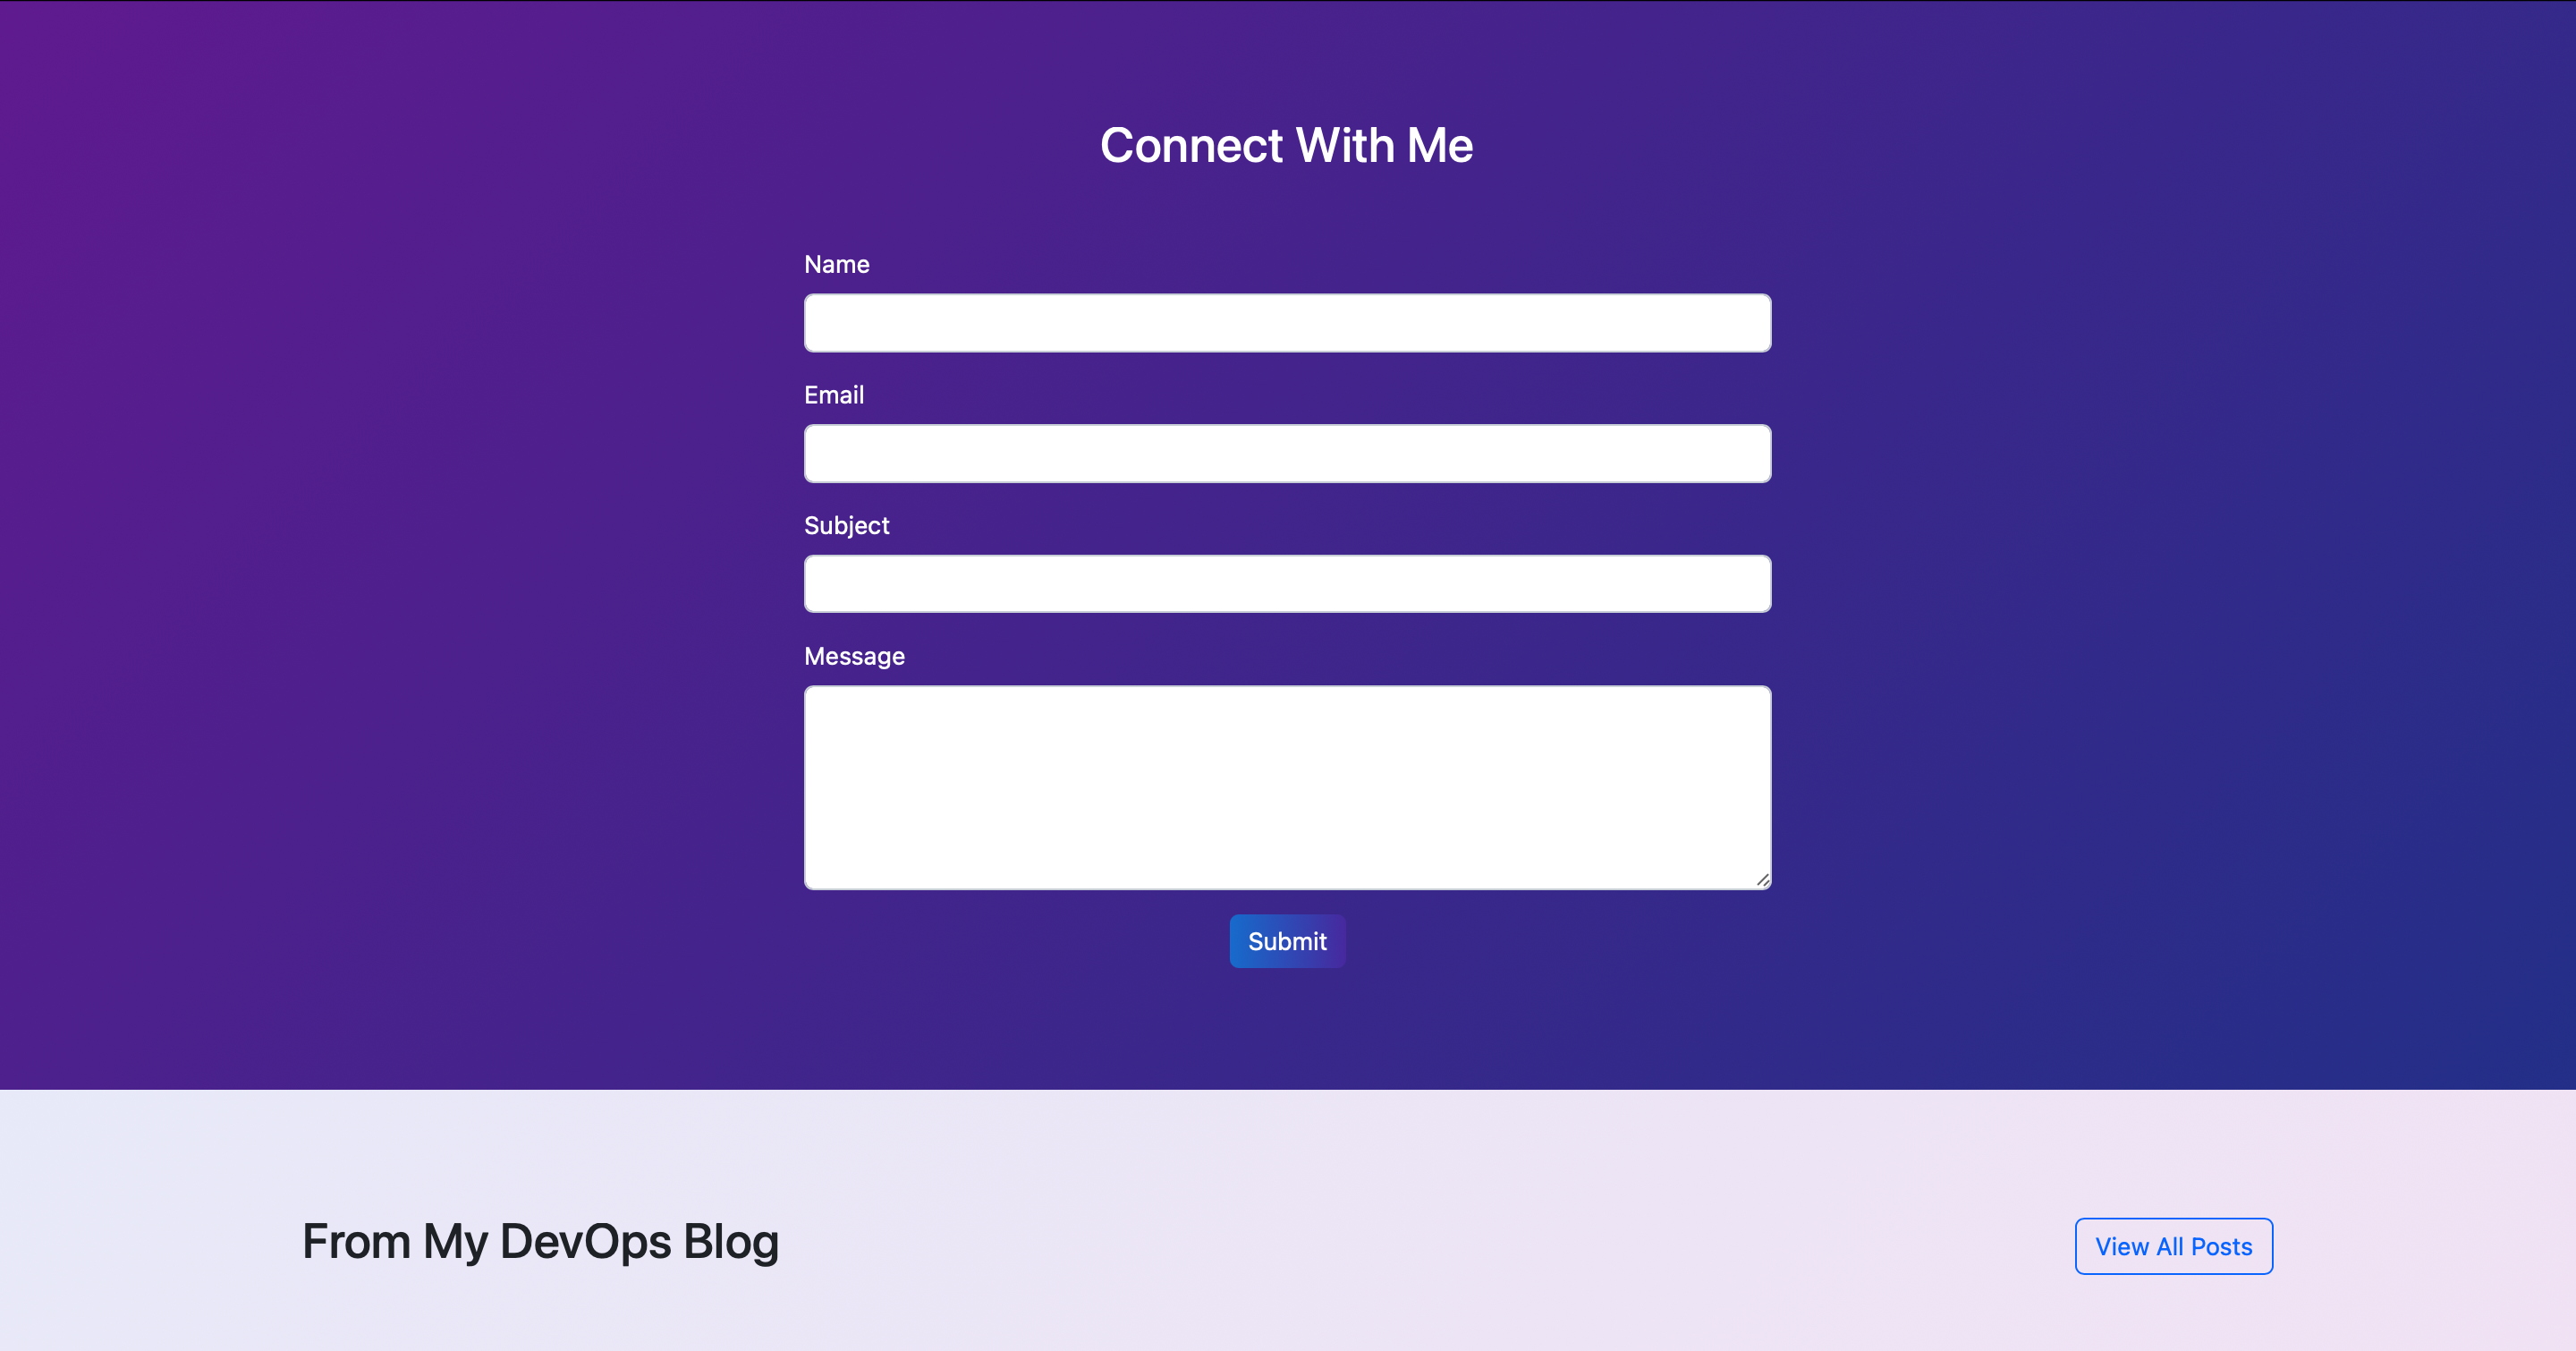 Connect With Me
Name
Email
Subject
Message
Submit
From My DevOps Blog
View All Posts